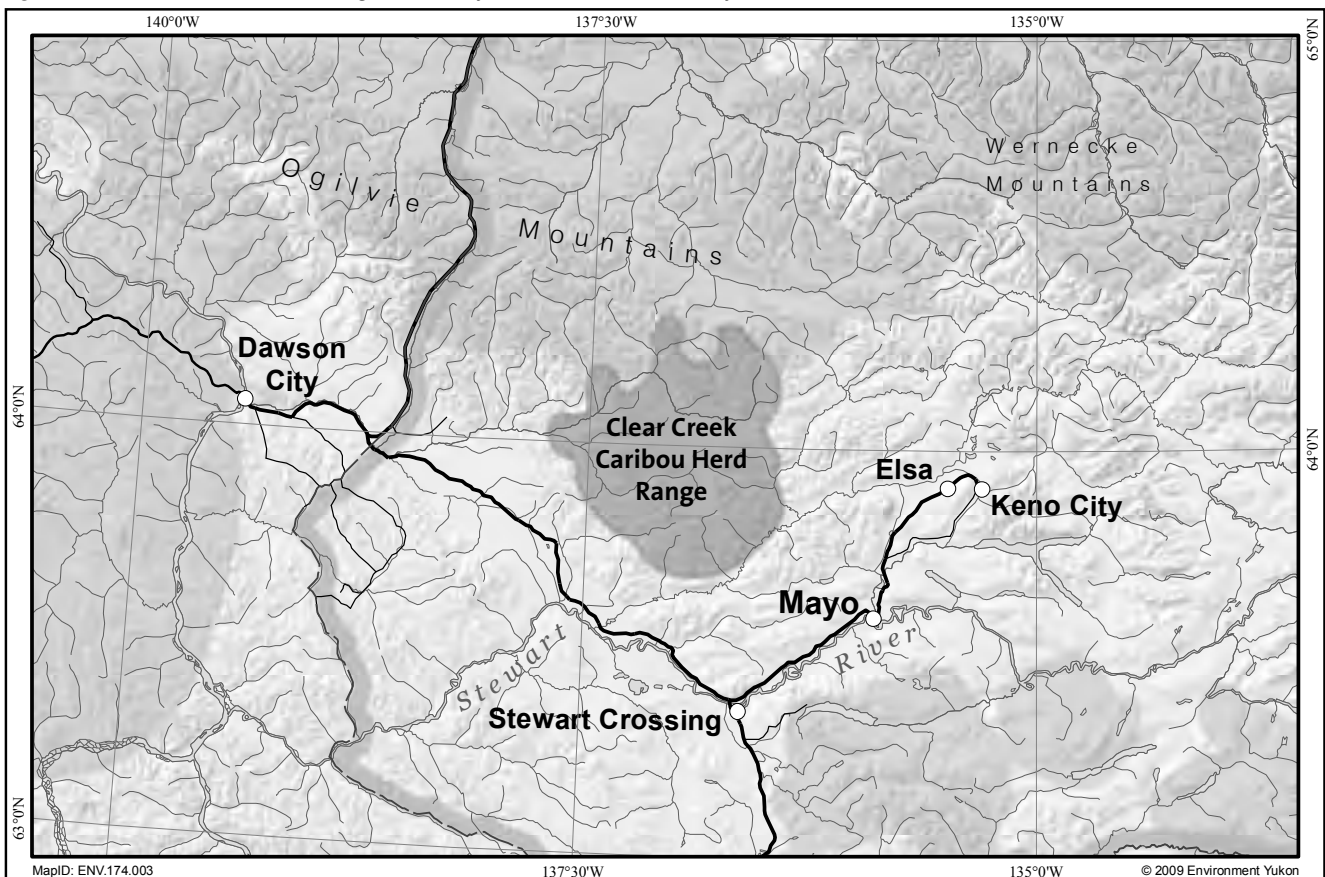 140°0'W
137°30'W
135°0'W
65°0'N
Wernecke
Mountains
Ogilvie
Mountains
Dawson
City
64°0'N
64°0'N
Clear Creek
Caribou Herd
Range
Elsa
Keno City
Mayo
Stewart
River
Stewart Crossing
63°0'N
MapID: ENV.174.003
137°30'W
135°0'W
© 2009 Environment Yukon